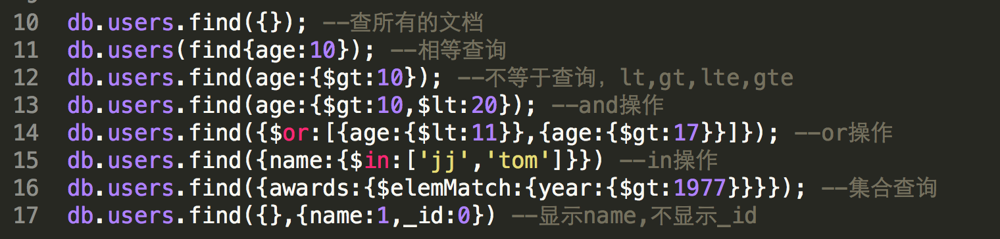 10 db.users.find({}); --查所有的文档
11 db.users(find{age:10}); --相等查询
12 db.users.find(age:{$gt:10}); --不等于查询，lt,gt,lte,gte
13 db.users.find(age:{$gt:10,$lt:20}); --and操作
14 db.users.find({$or:[{age:{$lt:11}},{age:{$gt:17}}]}); --or操作
15 db.users.find({name:{$in:['jj','tom']}}) --in操作
16 db.users.find({awards:{$elemMatch:{year:{$gt:1977}}}}); --集合查询
17 db.users.find({},{name:1,_id:0}) --显示name,不显示_id